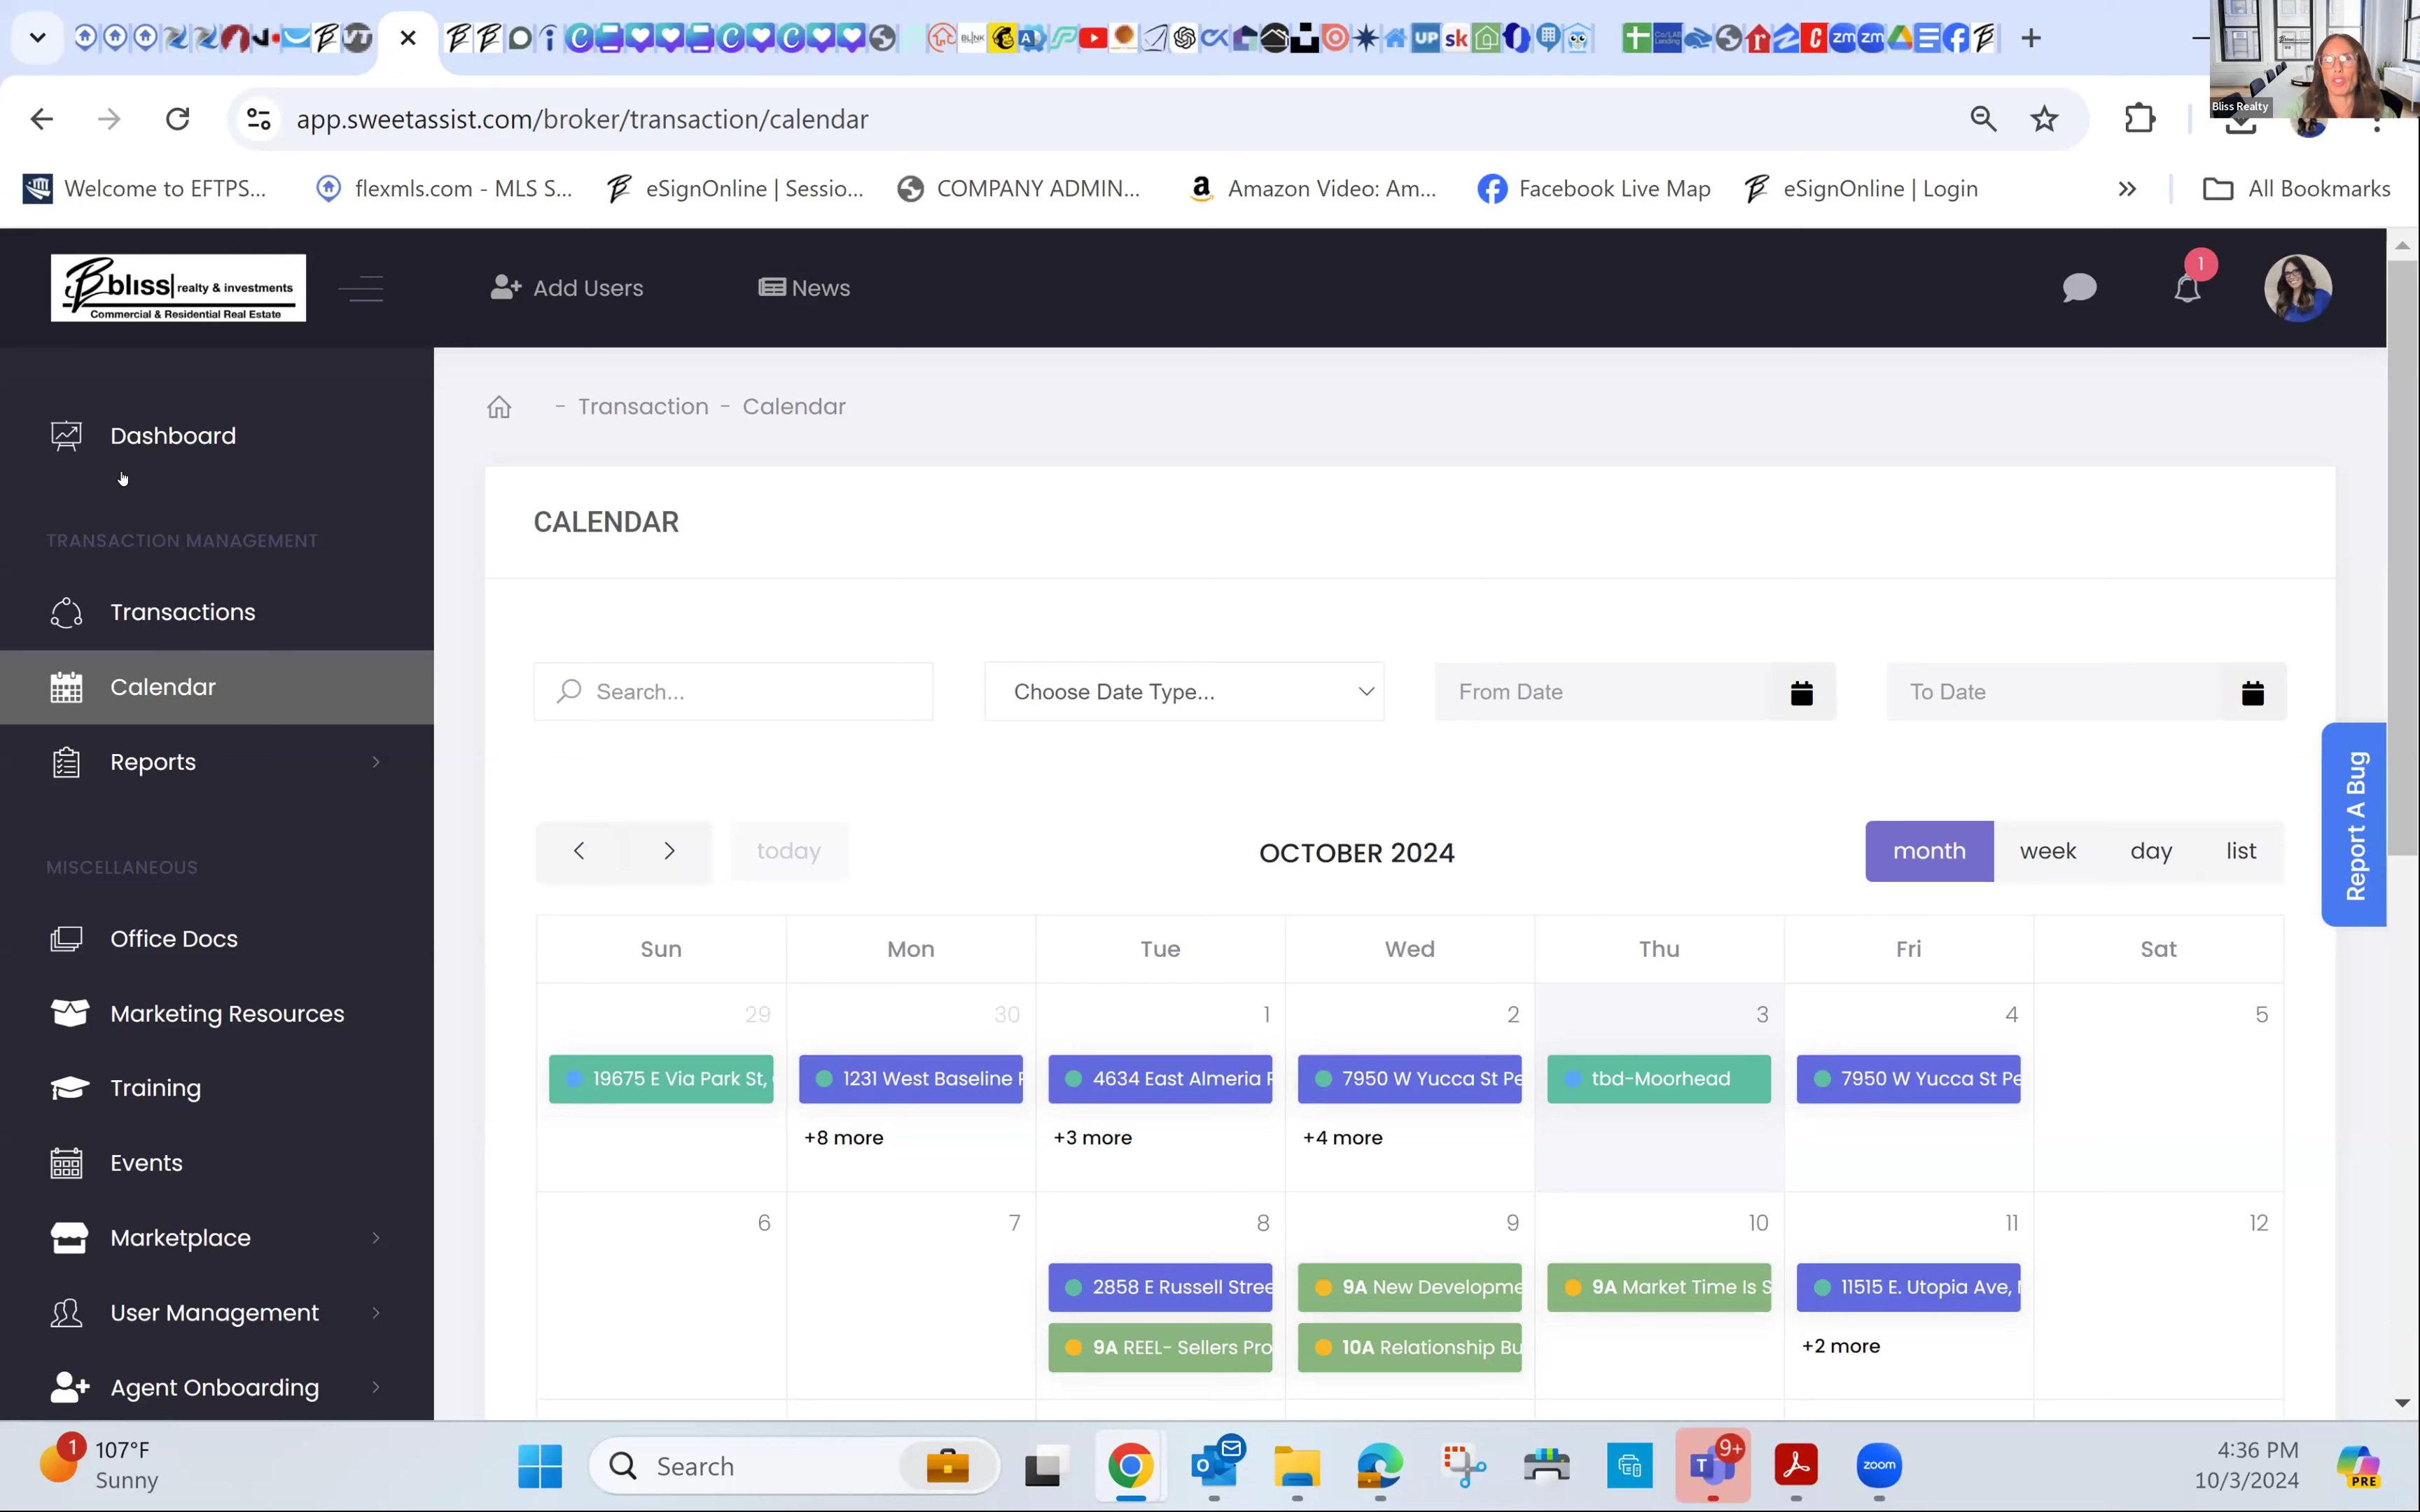 app.sweetassist.com/broker/transaction/calendar
Bliss Realty
Welcome to EFTPS...
flexmls.com - MLS S...
eSignOnline | Sessio...
COMPANY ADMIN...
Amazon Video: Am...
Facebook Live Map
eSignOnline | Login
All Bookmarks
bliss realty & investments
Commercial & Residential Real Estate
Add Users
News
1
Dashboard
TRANSACTION MANAGEMENT
Transactions
Calendar
Reports
MISCELLANEOUS
Office Docs
Marketing Resources
Training
Events
Marketplace
User Management
Agent Onboarding
- Transaction - Calendar
CALENDAR
Search...
Choose Date Type...
From Date
To Date
Report A Bug
today
OCTOBER 2024
month
week
day
list
Sun
Mon
Tue
Wed
Thu
Fri
Sat
29
30
1
2
3
4
5
19675 E Via Park St,
1231 West Baseline
4634 East Almeria
7950 W Yucca St Pe
tbd-Moorhead
7950 W Yucca St Pe
+8 more
+3 more
+4 more
6
7
8
9
10
11
12
2858 E Russell Stree
9A New Developme
9A Market Time Is S
11515 E. Utopia Ave,
9A REEL- Sellers Pro
10A Relationship Bu
+2 more
1
107°F
Sunny
Search
9+
zoom
4:36 PM
10/3/2024
PRE